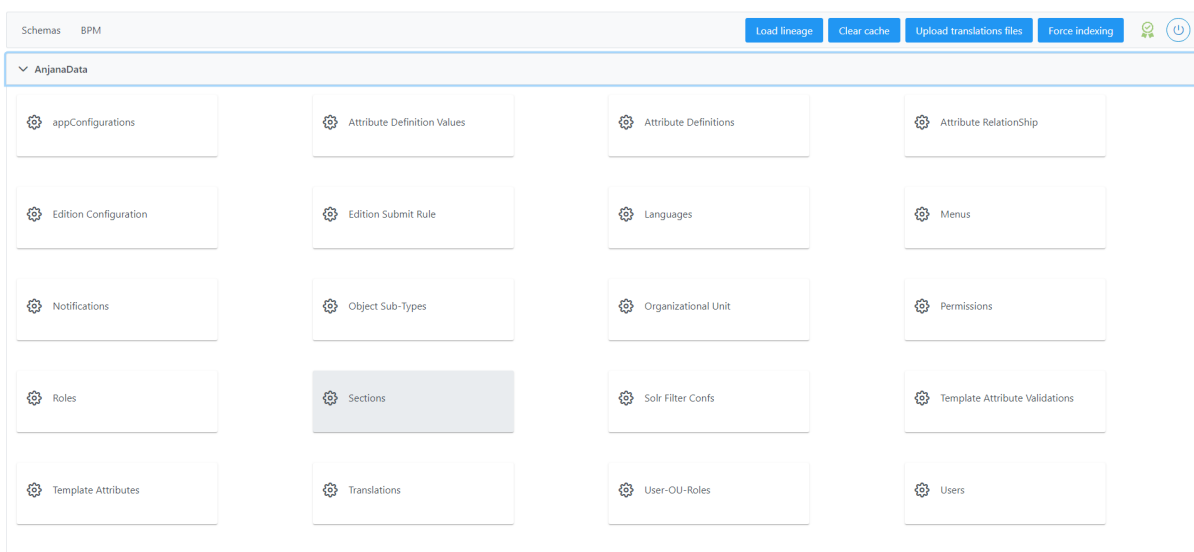 Schemas BPM Load lineage Clear cache Upload translations files Force indexing
AnjanaData
appConfigurations Attribute Definition Values Attribute Definitions Attribute RelationShip
Edition Configuration Edition Submit Rule Languages Menus
Notifications Object Sub-Types Organizational Unit Permissions
Roles Sections Solr Filter Confs Template Attribute Validations
Template Attributes Translations User-OU-Roles Users